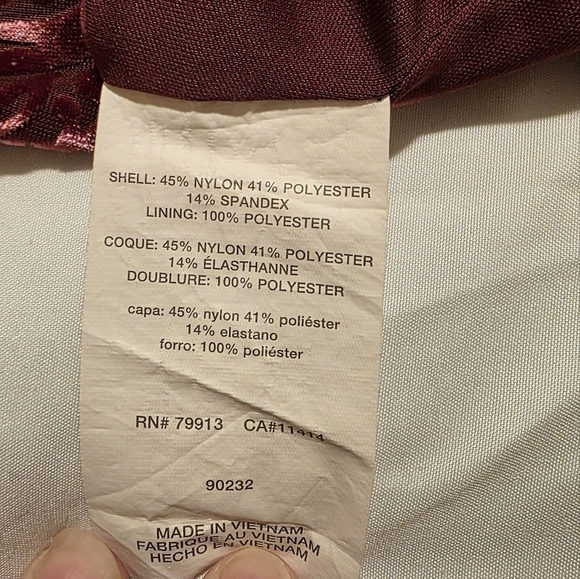 SHELL: 45% NYLON 41% POLYESTER
14% SPANDEX
LINING: 100% POLYESTER
COQUE: 45% NYLON 41% POLYESTER
14% ÉLASTHANNE
DOUBLURE: 100% POLYESTER
capa: 45% nylon 41% poliéster
14% elastano
forro: 100% poliéster
RN# 79913 CA#11414
90232
MADE IN VIETNAM
FABRIQUE AU VIETNAM
HECHO EN VIETNAM